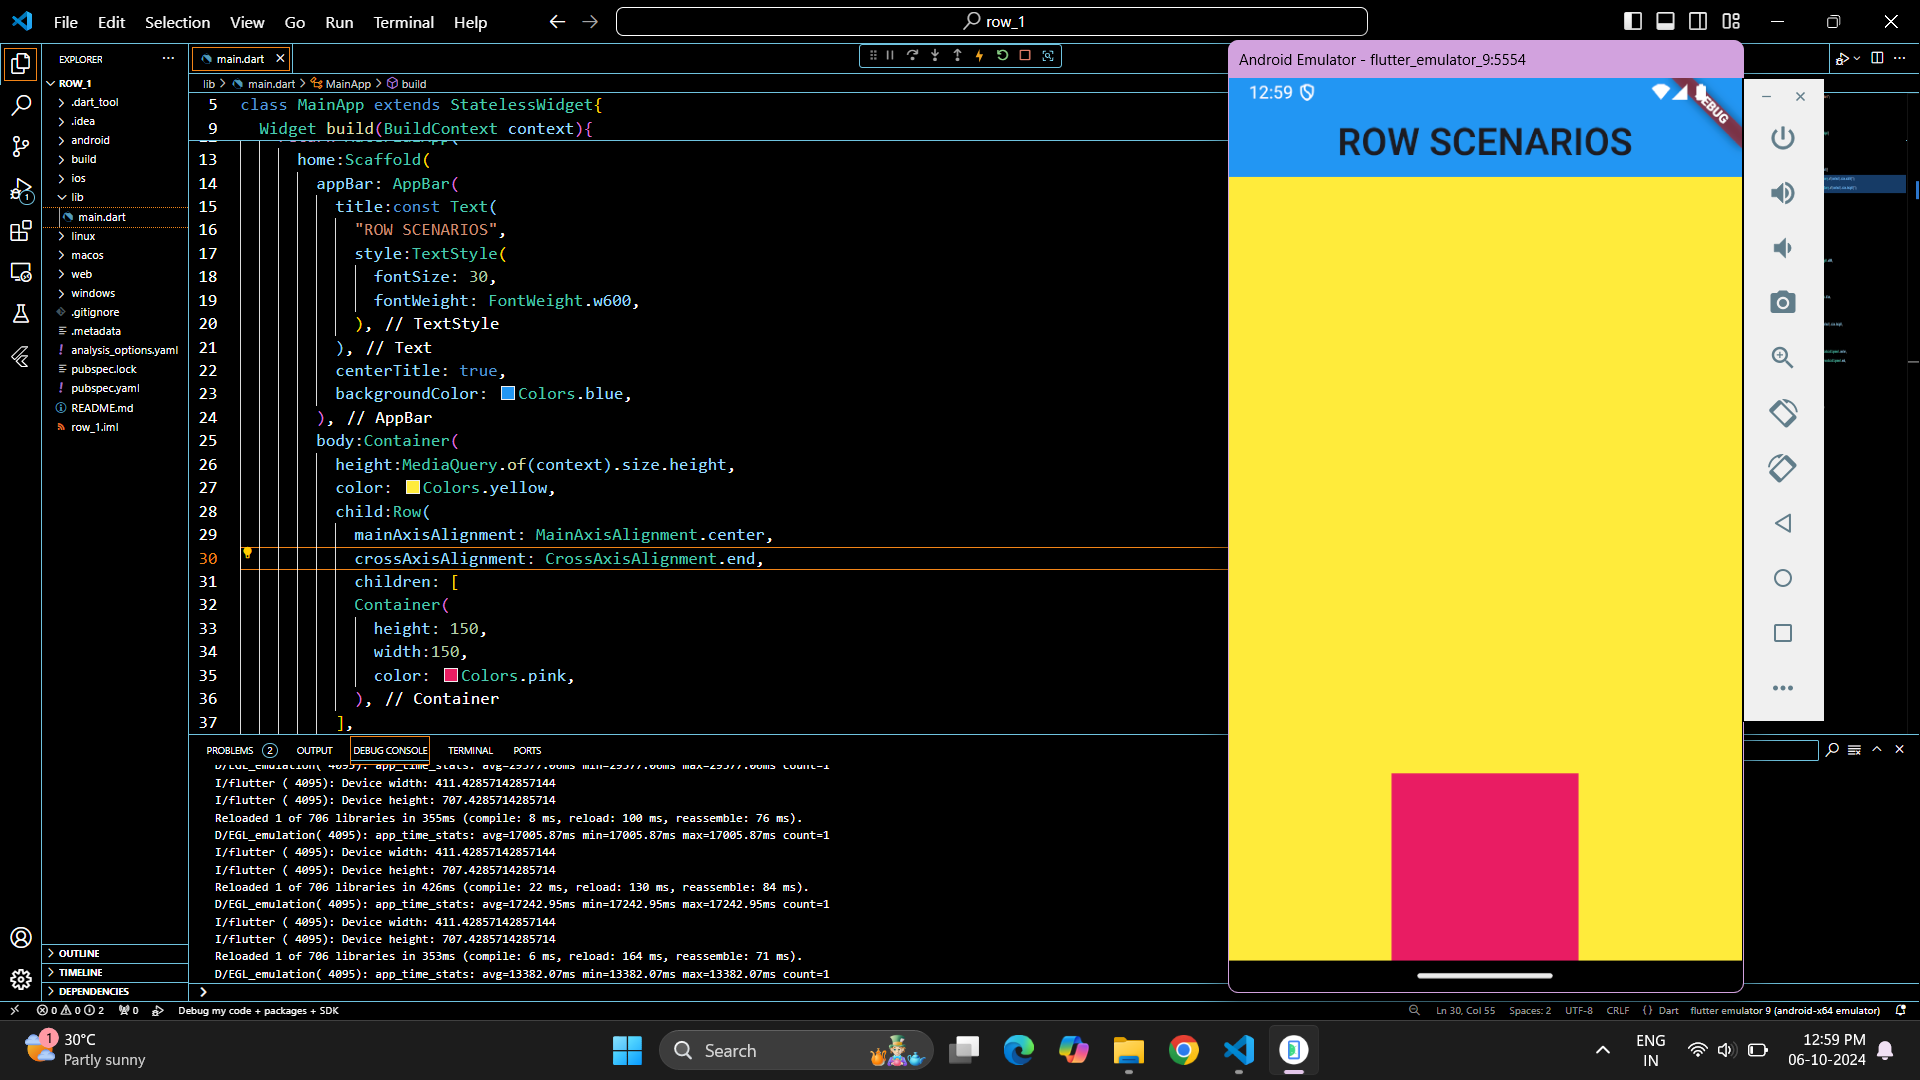 File Edit Selection View Go Run Terminal Help
row_1
EXPLORER
ROW_1
.dart_tool
.idea
android
build
ios
lib
main.dart
linux
macos
web
windows
.gitignore
.metadata
analysis_options.yaml
pubspec.lock
pubspec.yaml
README.md
row_1.iml
OUTLINE
TIMELINE
DEPENDENCIES
main.dart
lib > main.dart > MainApp > build
5 class MainApp extends StatelessWidget{
9 Widget build(BuildContext context){
13 home:Scaffold(
14 appBar: AppBar(
15 title:const Text(
16 "ROW SCENARIOS",
17 style:TextStyle(
18 fontSize: 30,
19 fontWeight: FontWeight.w600,
20 ), // TextStyle
21 ), // Text
22 centerTitle: true,
23 backgroundColor: Colors.blue,
24 ), // AppBar
25 body:Container(
26 height:MediaQuery.of(context).size.height,
27 color: Colors.yellow,
28 child:Row(
29 mainAxisAlignment: MainAxisAlignment.center,
30 crossAxisAlignment: CrossAxisAlignment.end,
31 children: [
32 Container(
33 height: 150,
34 width:150,
35 color: Colors.pink,
36 ), // Container
37 ],
PROBLEMS 2 OUTPUT DEBUG CONSOLE TERMINAL PORTS
D/EGL_emulation( 4095): app_time_stats: avg=29577.06ms min=29577.06ms max=29577.06ms count=1
I/flutter ( 4095): Device width: 411.42857142857144
I/flutter ( 4095): Device height: 707.4285714285714
Reloaded 1 of 706 libraries in 355ms (compile: 8 ms, reload: 100 ms, reassemble: 76 ms).
D/EGL_emulation( 4095): app_time_stats: avg=17005.87ms min=17005.87ms max=17005.87ms count=1
I/flutter ( 4095): Device width: 411.42857142857144
I/flutter ( 4095): Device height: 707.4285714285714
Reloaded 1 of 706 libraries in 426ms (compile: 22 ms, reload: 130 ms, reassemble: 84 ms).
D/EGL_emulation( 4095): app_time_stats: avg=17242.95ms min=17242.95ms max=17242.95ms count=1
I/flutter ( 4095): Device width: 411.42857142857144
I/flutter ( 4095): Device height: 707.4285714285714
Reloaded 1 of 706 libraries in 353ms (compile: 6 ms, reload: 164 ms, reassemble: 71 ms).
D/EGL_emulation( 4095): app_time_stats: avg=13382.07ms min=13382.07ms max=13382.07ms count=1
Android Emulator - flutter_emulator_9:5554
12:59
DEBUG
ROW SCENARIOS
1
0 0 2 0 Debug my code + packages + SDK
Ln 30, Col 55 Spaces: 2 UTF-8 CRLF { } Dart flutter emulator 9 (android-x64 emulator)
1
30°C
Partly sunny
Search
ENG
IN
12:59 PM
06-10-2024